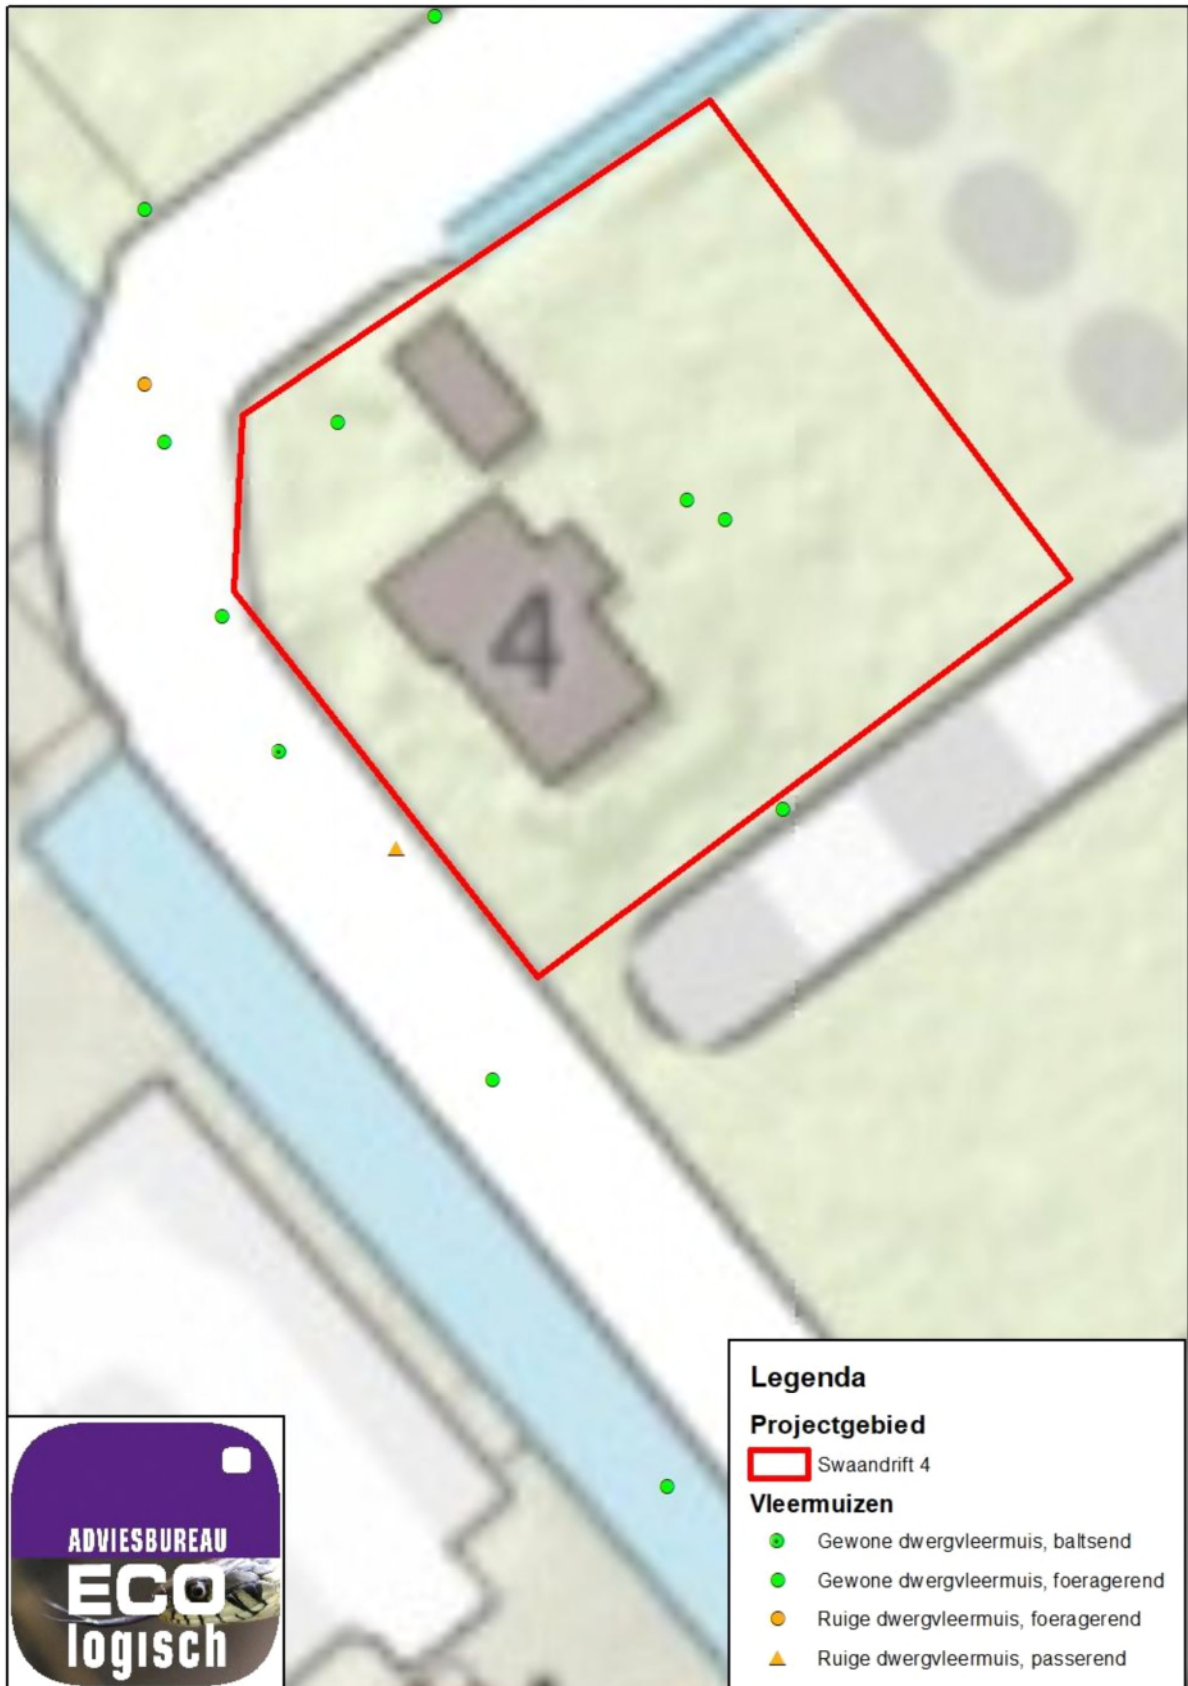 4
Legenda
Projectgebied
Swaandrift 4
Vleermuizen
Gewone dwergvleermuis, baltsend
Gewone dwergvleermuis, foeragerend
Ruige dwergvleermuis, foeragerend
Ruige dwergvleermuis, passerend
ADVIESBUREAU
ECO
logisch